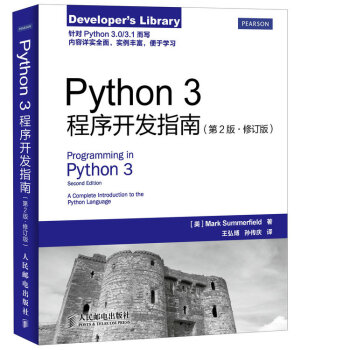 Developer's Library
PEARSON
针对 Python 3.0/3.1 而写
内容详实全面、实例丰富，便于学习
Python 3
程序开发指南（第2版·修订版）
Programming in
Python 3
Second Edition
A Complete Introduction to the
Python Language
［美］Mark Summerfield 著
王弘博 孙传庆 译
人民邮电出版社
POSTS & TELECOM PRESS
Python 3
程序开发指南（第2版·修订版）
人民邮电出版社